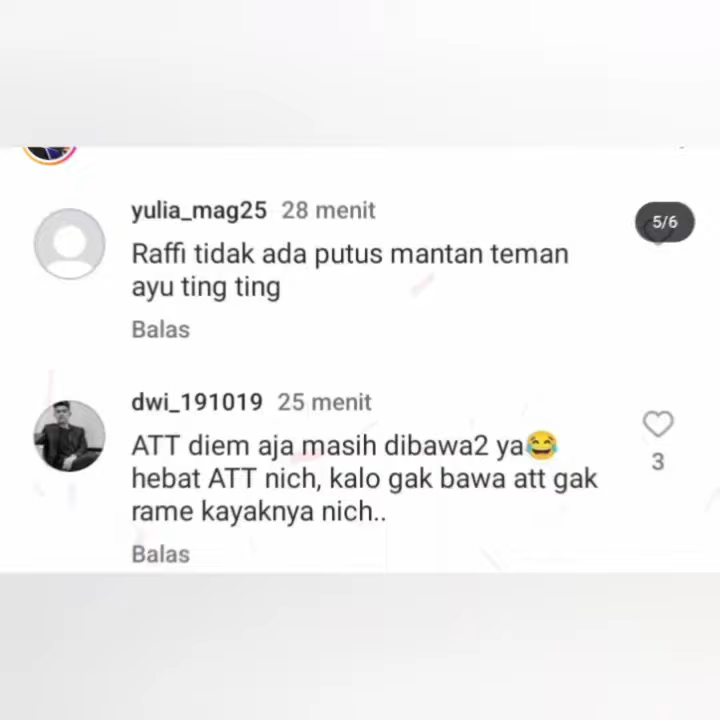 yulia_mag25 28 menit
5/6
Raffi tidak ada putus mantan teman
ayu ting ting
Balas
dwi_191019 25 menit
ATT diem aja masih dibawa2 ya😂
hebat ATT nich, kalo gak bawa att gak
3
rame kayaknya nich..
Balas